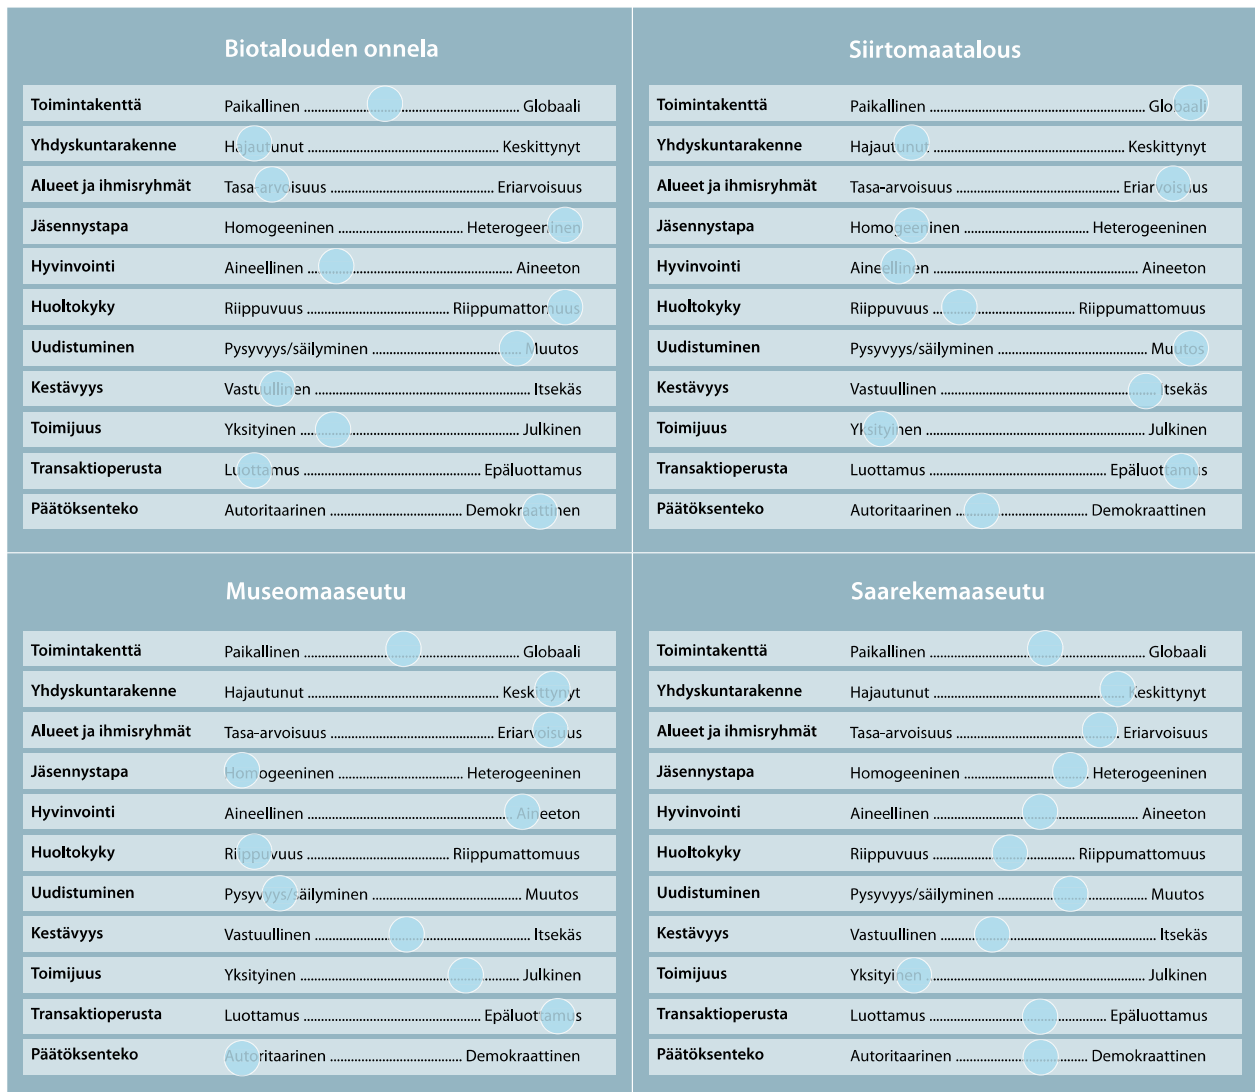 Biotalouden onnela
Toimintakenttä Paikallinen ........ Globaali
Yhdyskuntarakenne Hajautunut ........ Keskittynyt
Alueet ja ihmisryhmät Tasa-arvoisuus ........ Eriarvoisuus
Jäsennystapa Homogeeninen ........ Heterogeeninen
Hyvinvointi Aineellinen ........ Aineeton
Huoltokyky Riippuvuus ........ Riippumattomuus
Uudistuminen Pysyvyys/säilyminen ........ Muutos
Kestävyys Vastuullinen ........ Itsekäs
Toimijuus Yksityinen ........ Julkinen
Transaktioperusta Luottamus ........ Epäluottamus
Päätöksenteko Autoritaarinen ........ Demokraattinen
Siirtomaatalous
Toimintakenttä Paikallinen ........ Globaali
Yhdyskuntarakenne Hajautunut ........ Keskittynyt
Alueet ja ihmisryhmät Tasa-arvoisuus ........ Eriarvoisuus
Jäsennystapa Homogeeninen ........ Heterogeeninen
Hyvinvointi Aineellinen ........ Aineeton
Huoltokyky Riippuvuus ........ Riippumattomuus
Uudistuminen Pysyvyys/säilyminen ........ Muutos
Kestävyys Vastuullinen ........ Itsekäs
Toimijuus Yksityinen ........ Julkinen
Transaktioperusta Luottamus ........ Epäluottamus
Päätöksenteko Autoritaarinen ........ Demokraattinen
Museomaaseutu
Toimintakenttä Paikallinen ........ Globaali
Yhdyskuntarakenne Hajautunut ........ Keskittynyt
Alueet ja ihmisryhmät Tasa-arvoisuus ........ Eriarvoisuus
Jäsennystapa Homogeeninen ........ Heterogeeninen
Hyvinvointi Aineellinen ........ Aineeton
Huoltokyky Riippuvuus ........ Riippumattomuus
Uudistuminen Pysyvyys/säilyminen ........ Muutos
Kestävyys Vastuullinen ........ Itsekäs
Toimijuus Yksityinen ........ Julkinen
Transaktioperusta Luottamus ........ Epäluottamus
Päätöksenteko Autoritaarinen ........ Demokraattinen
Saarekemaaseutu
Toimintakenttä Paikallinen ........ Globaali
Yhdyskuntarakenne Hajautunut ........ Keskittynyt
Alueet ja ihmisryhmät Tasa-arvoisuus ........ Eriarvoisuus
Jäsennystapa Homogeeninen ........ Heterogeeninen
Hyvinvointi Aineellinen ........ Aineeton
Huoltokyky Riippuvuus ........ Riippumattomuus
Uudistuminen Pysyvyys/säilyminen ........ Muutos
Kestävyys Vastuullinen ........ Itsekäs
Toimijuus Yksityinen ........ Julkinen
Transaktioperusta Luottamus ........ Epäluottamus
Päätöksenteko Autoritaarinen ........ Demokraattinen